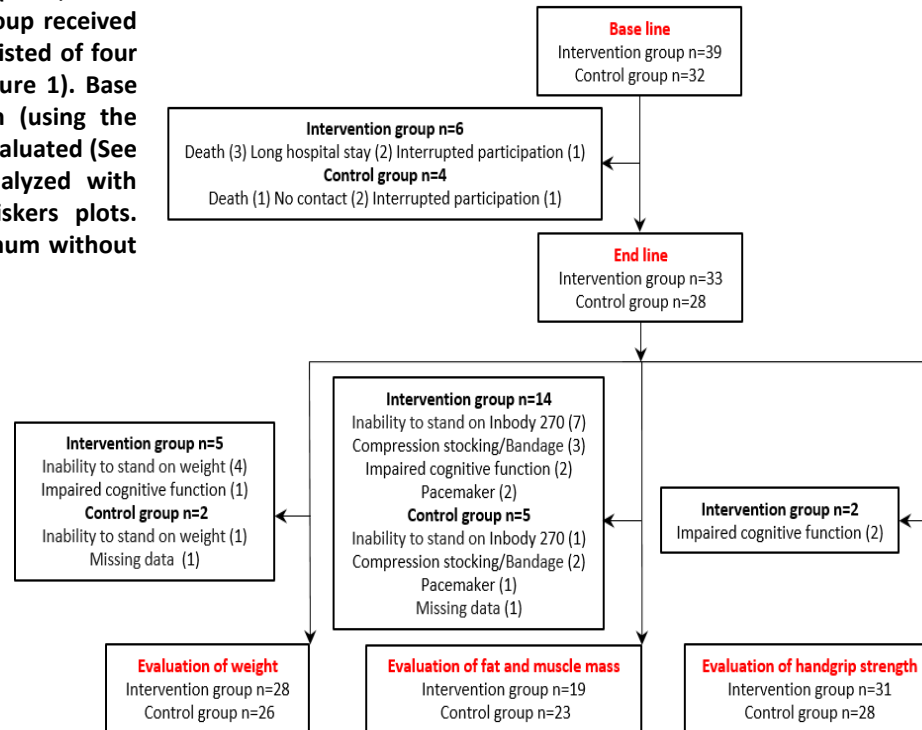 oup received
isted of four
ure 1). Base
n (using the
valuated (See
alyzed with
iskers plots.
num without
Base line
Intervention group n=39
Control group n=32
Intervention group n=6
Death (3) Long hospital stay (2) Interrupted participation (1)
Control group n=4
Death (1) No contact (2) Interrupted participation (1)
End line
Intervention group n=33
Control group n=28
Intervention group n=5
Inability to stand on weight (4)
Impaired cognitive function (1)
Control group n=2
Inability to stand on weight (1)
Missing data (1)
Intervention group n=14
Inability to stand on Inbody 270 (7)
Compression stocking/Bandage (3)
Impaired cognitive function (2)
Pacemaker (2)
Control group n=5
Inability to stand on Inbody 270 (1)
Compression stocking/Bandage (2)
Pacemaker (1)
Missing data (1)
Intervention group n=2
Impaired cognitive function (2)
Evaluation of weight
Intervention group n=28
Control group n=26
Evaluation of fat and muscle mass
Intervention group n=19
Control group n=23
Evaluation of handgrip strength
Intervention group n=31
Control group n=28